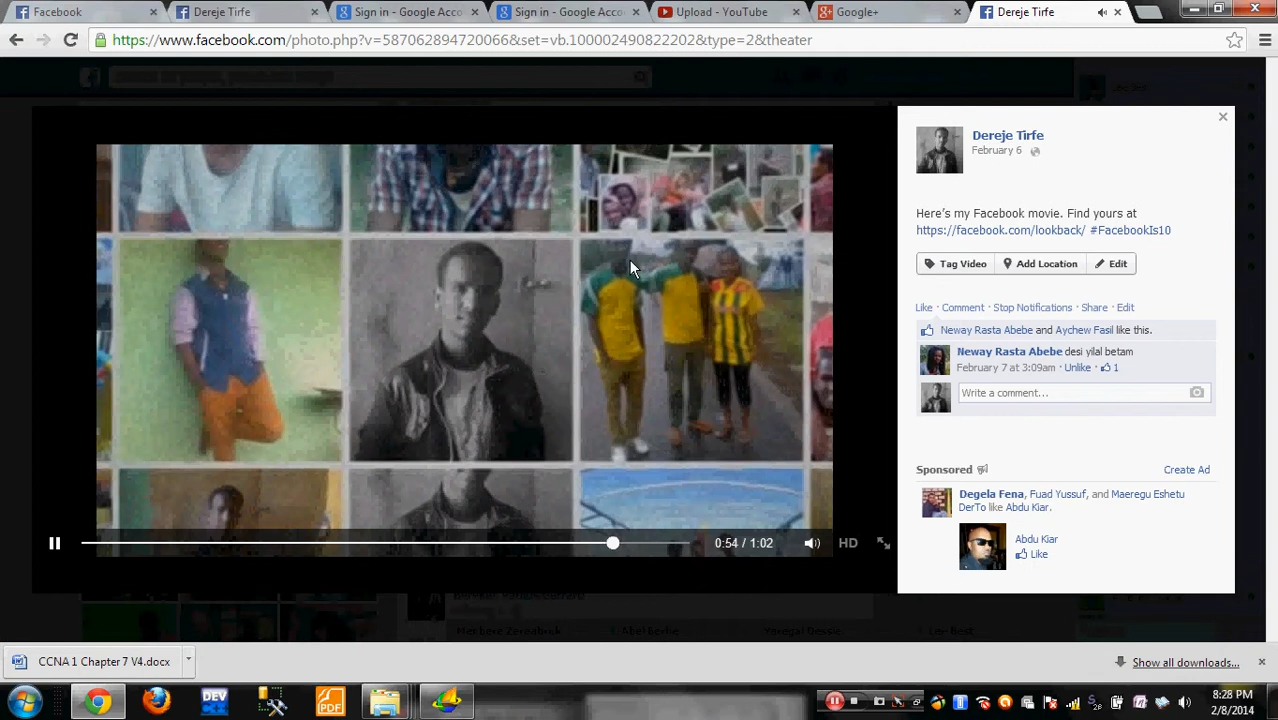 Facebook
Dereje Tirfe
Sign in - Google Acco
Sign in - Google Acco
Upload - YouTube
Google+
Dereje Tirfe
https://www.facebook.com/photo.php?v=587062894720066&set=vb.100002490822202&type=2&theater
Dereje Tirfe
February 6
Here's my Facebook movie. Find yours at
https://facebook.com/lookback/ #FacebookIs10
Tag Video
Add Location
Edit
Like · Comment · Stop Notifications · Share · Edit
Neway Rasta Abebe and Aychew Fasil like this.
Neway Rasta Abebe desi yilal betam
February 7 at 3:09am · Unlike · 1
Write a comment...
Sponsored
Create Ad
Degela Fena, Fuad Yussuf, and Maeregu Eshetu
DerTo like Abdu Kiar.
Abdu Kiar
Like
0:54 / 1:02
HD
CCNA 1 Chapter 7 V4.docx
Show all downloads...
DEV
PDF
8:28 PM
2/8/2014